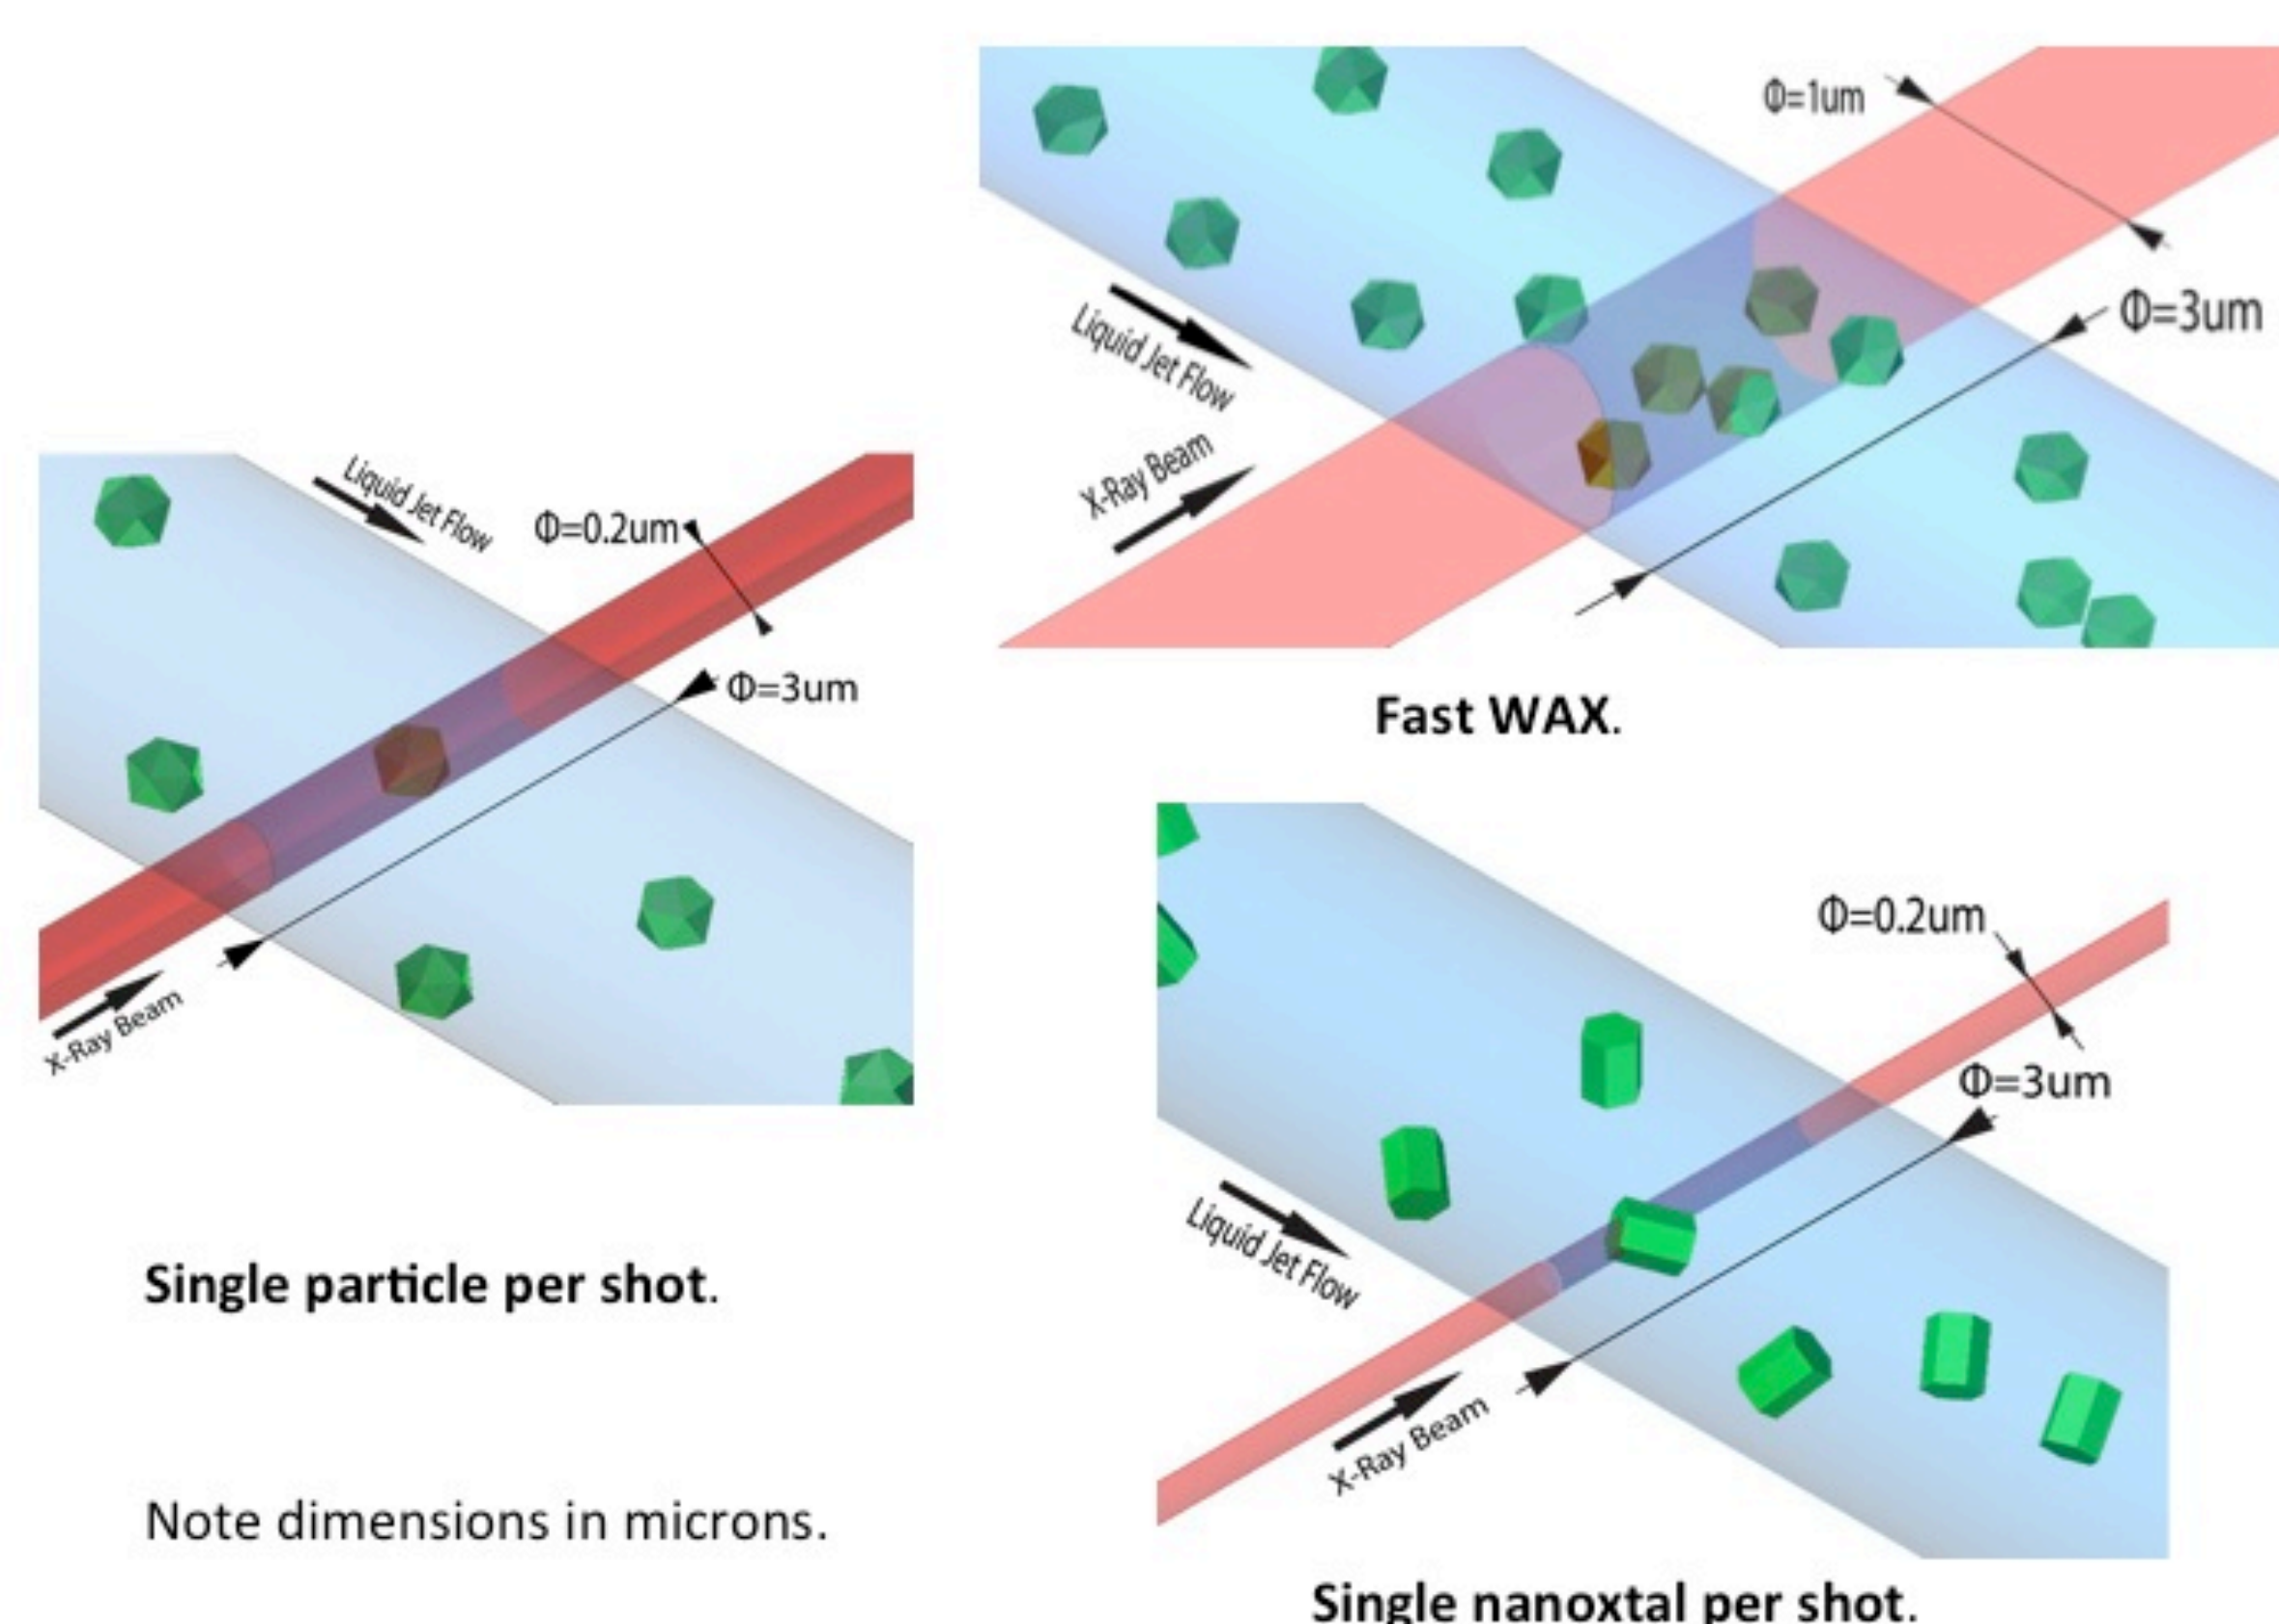 Φ=1um
Φ=3um
Liquid Jet Flow
X-Ray Beam
Fast WAX.
Liquid Jet Flow
Φ=0.2um
Φ=3um
X-Ray Beam
Single particle per shot.
Note dimensions in microns.
Φ=0.2um
Φ=3um
Liquid Jet Flow
X-Ray Beam
Single nanoxtal per shot.